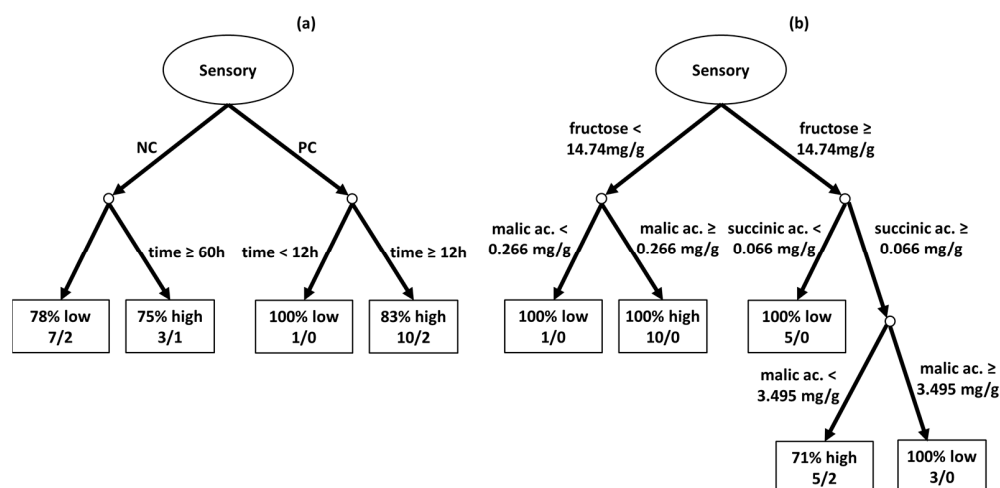 (a)
Sensory
NC
PC
time ≥ 60h
time < 12h
time ≥ 12h
78% low
7/2
75% high
3/1
100% low
1/0
83% high
10/2
(b)
Sensory
fructose <
14.74mg/g
fructose ≥
14.74mg/g
malic ac. <
0.266 mg/g
malic ac. ≥
0.266 mg/g
succinic ac. <
0.066 mg/g
succinic ac. ≥
0.066 mg/g
100% low
1/0
100% high
10/0
100% low
5/0
malic ac. <
3.495 mg/g
malic ac. ≥
3.495 mg/g
71% high
5/2
100% low
3/0